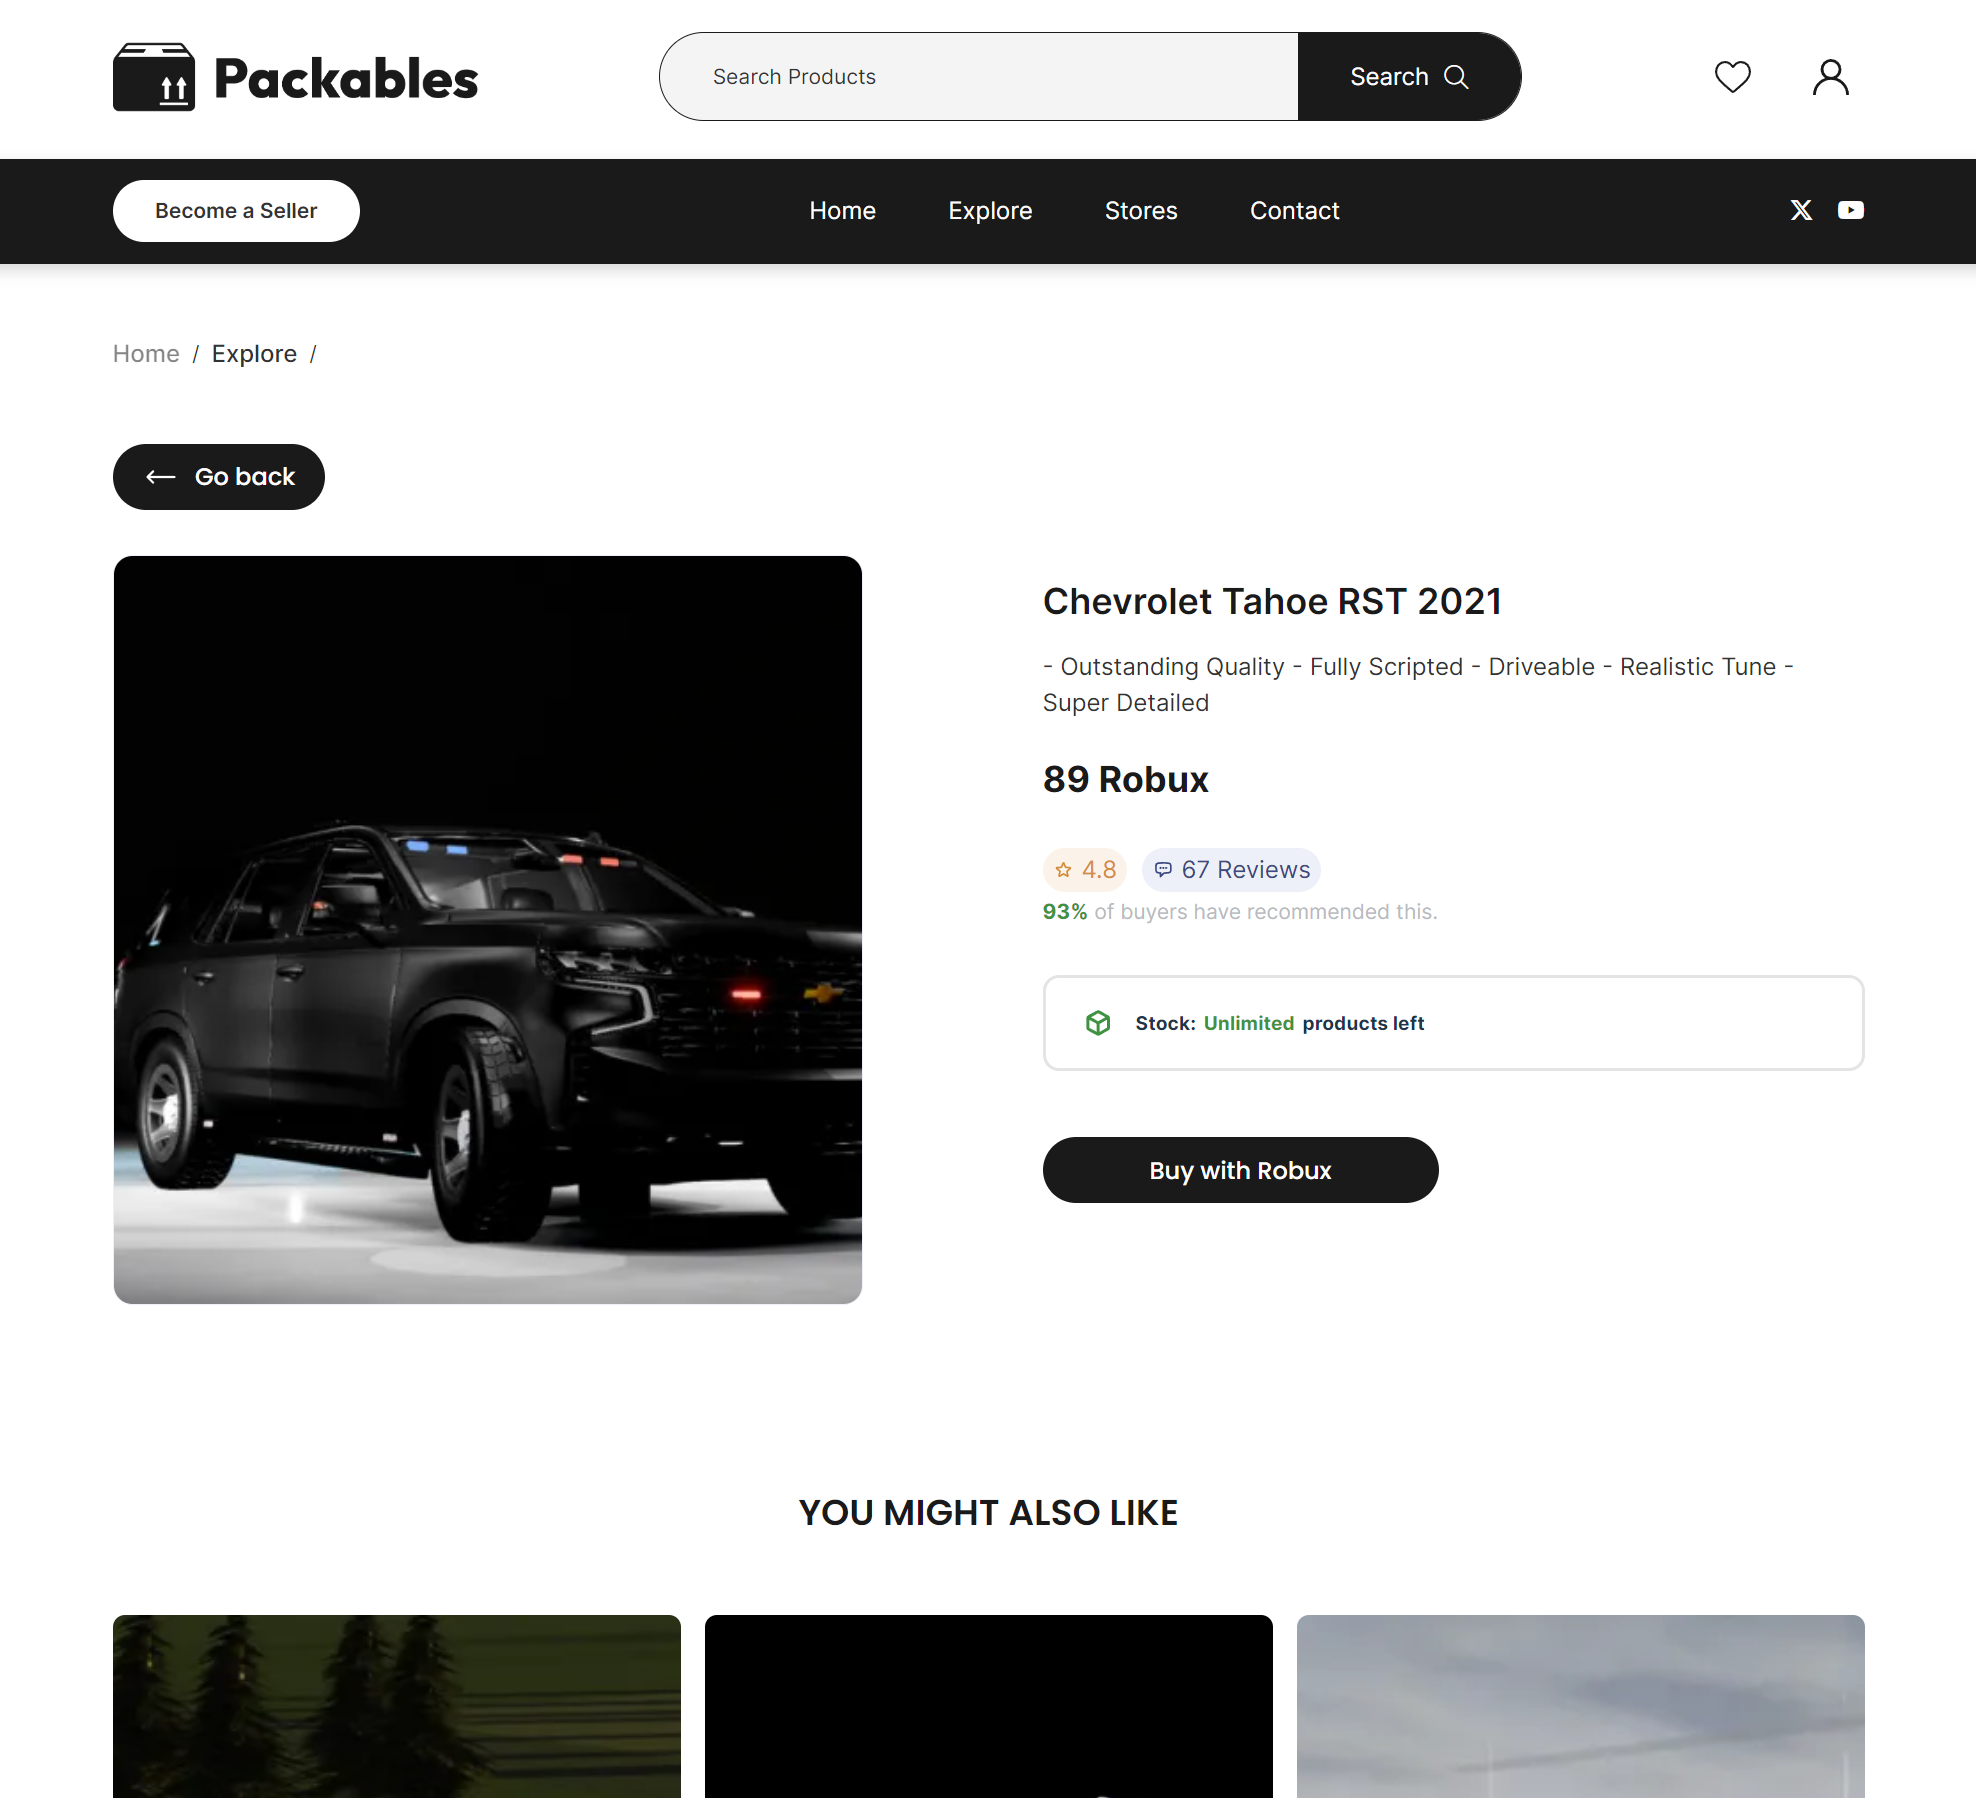 Packables
Search Products
Search
Become a Seller
Home
Explore
Stores
Contact
Home / Explore /
Go back
Chevrolet Tahoe RST 2021
- Outstanding Quality - Fully Scripted - Driveable - Realistic Tune -
Super Detailed
89 Robux
4.8
67 Reviews
93% of buyers have recommended this.
Stock: Unlimited products left
Buy with Robux
YOU MIGHT ALSO LIKE